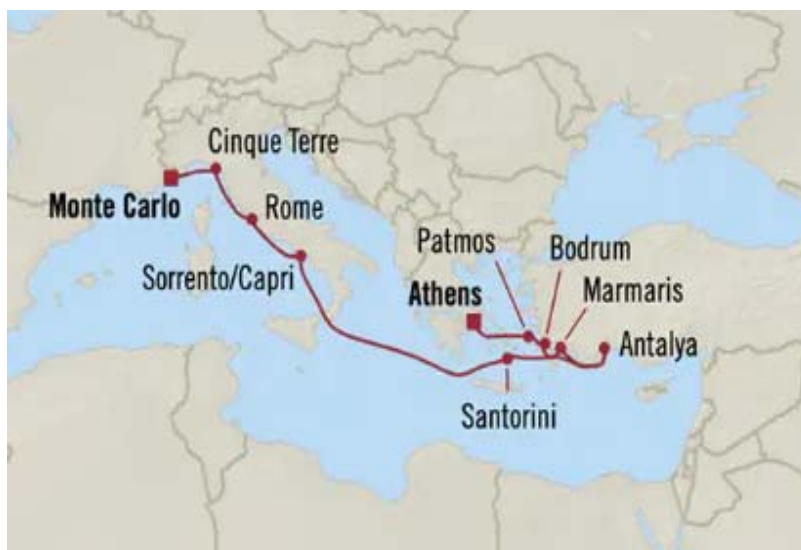 Cinque Terre
Monte Carlo
Rome
Sorrento/Capri
Patmos
Bodrum
Athens
Marmaris
Antalya
Santorini